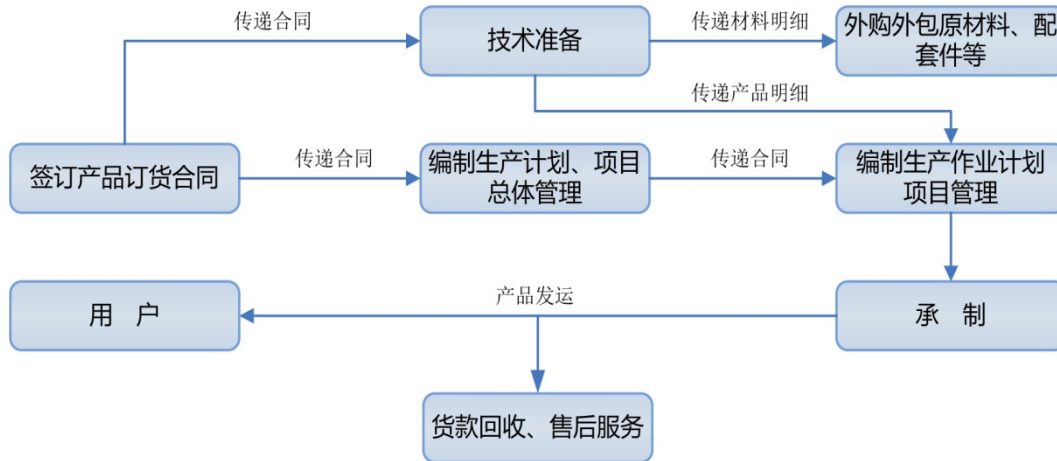 传递合同
技术准备
传递材料明细
外购外包原材料、配
套件等
传递产品明细
签订产品订货合同
传递合同
编制生产计划、项目
总体管理
传递合同
编制生产作业计划
项目管理
用 户
产品发运
承 制
货款回收、售后服务